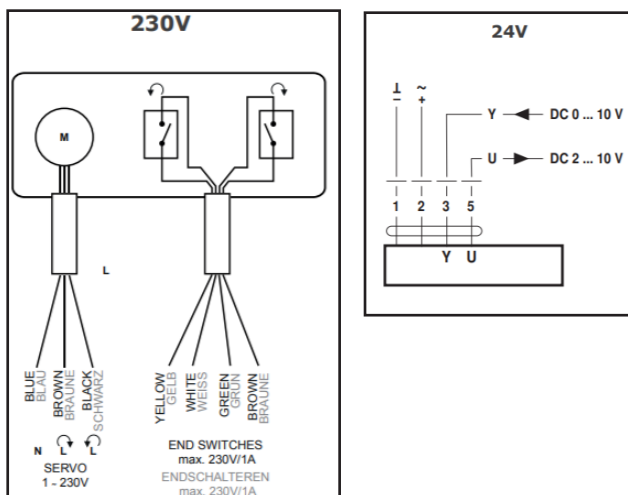 230V
M
L
BLUE
BLAU
BROWN
BRAUNE
BLACK
SCHWARZ
N L L
SERVO
1 - 230V
YELLOW
GELB
WHITE
WEISS
GREEN
GRÜN
BROWN
BRAUNE
END SWITCHES
max. 230V/1A
ENDSCHALTEREN
max. 230V/1A
24V
⊥ ~
– +
Y DC 0 ... 10 V
U DC 2 ... 10 V
1 2 3 5
Y U